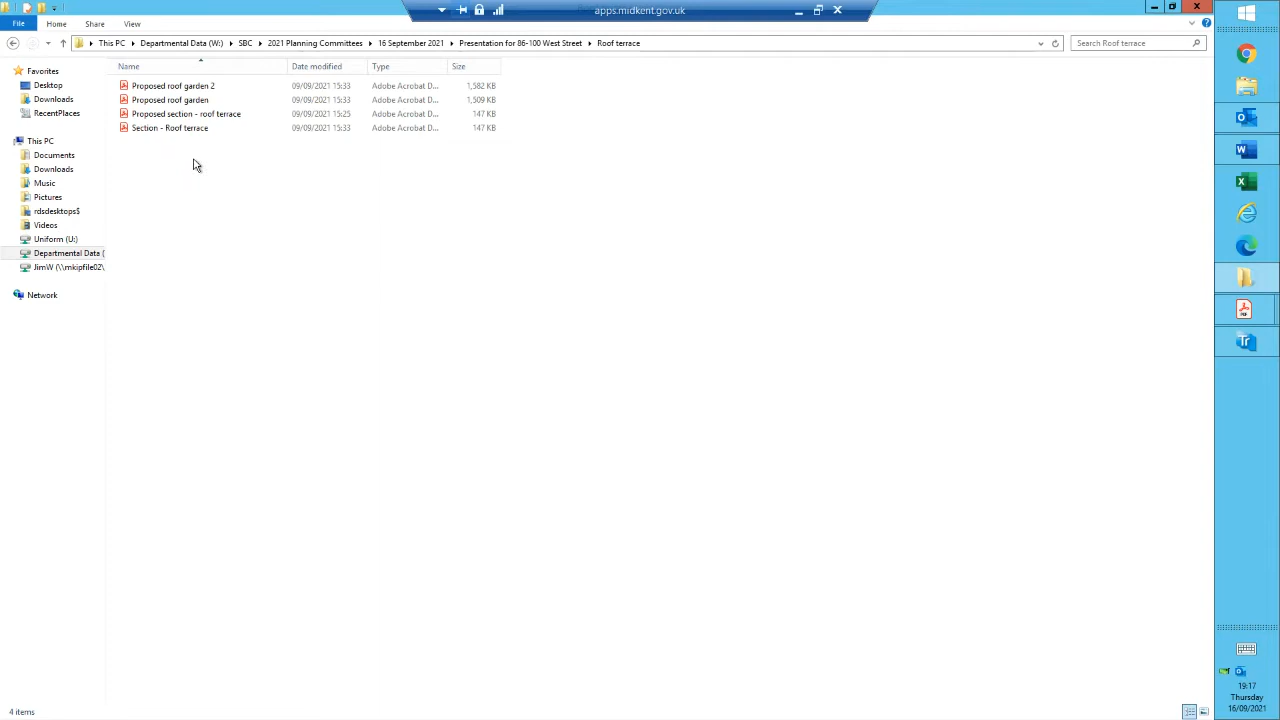 apps.midkent.gov.uk
File Home Share View
This PC Departmental Data (W:) SBC 2021 Planning Committees 16 September 2021 Presentation for 86-100 West Street Roof terrace Search Roof terrace
Name Date modified Type Size
Proposed roof garden 2 09/09/2021 15:33 Adobe Acrobat D... 1,582 KB
Proposed roof garden 09/09/2021 15:33 Adobe Acrobat D... 1,509 KB
Proposed section - roof terrace 09/09/2021 15:25 Adobe Acrobat D... 147 KB
Section - Roof terrace 09/09/2021 15:33 Adobe Acrobat D... 147 KB
Favorites
Desktop
Downloads
RecentPlaces
This PC
Documents
Downloads
Music
Pictures
rdsdesktops$
Videos
Uniform (U:)
Departmental Data (
JimW (\\mkipfile02\
Network
4 items
PDF
Tr
19:17
Thursday
16/09/2021